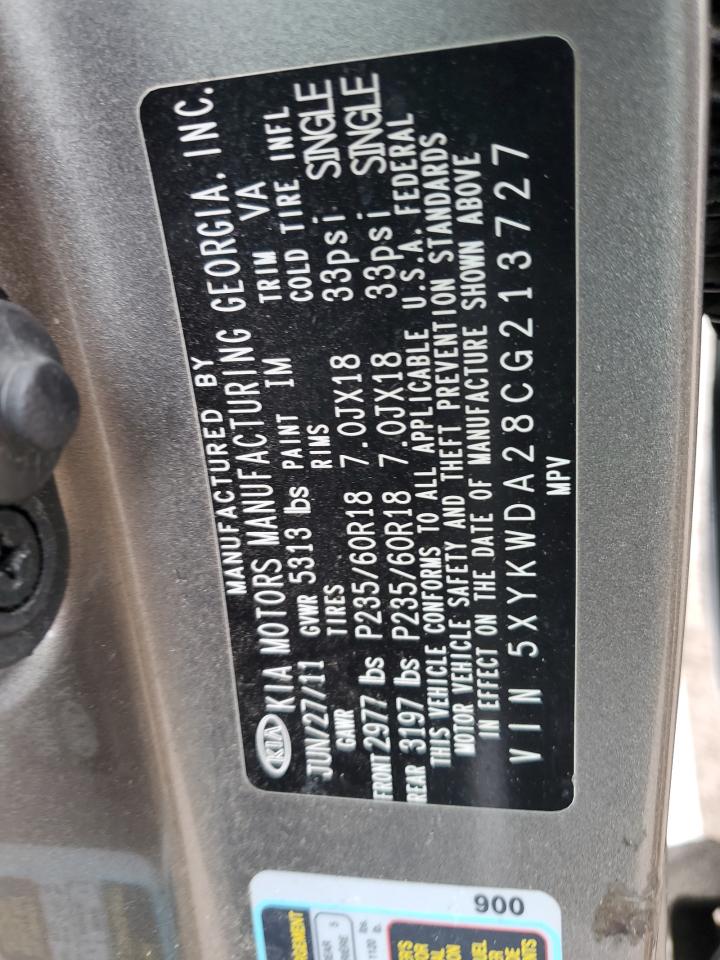 MANUFACTURED BY
KIA KIA MOTORS MANUFACTURING GEORGIA, INC.
JUN/27/11 GVWR 5313 lbs PAINT IM TRIM VA
GAWR TIRES RIMS COLD TIRE INFL
FRONT 2977 lbs P235/60R18 7.0JX18 33psi SINGLE
REAR 3197 lbs P235/60R18 7.0JX18 33psi SINGLE
THIS VEHICLE CONFORMS TO ALL APPLICABLE U.S.A. FEDERAL
MOTOR VEHICLE SAFETY AND THEFT PREVENTION STANDARDS
IN EFFECT ON THE DATE OF MANUFACTURE SHOWN ABOVE
VIN 5XYKWDA28CG213727
MPV
900
5